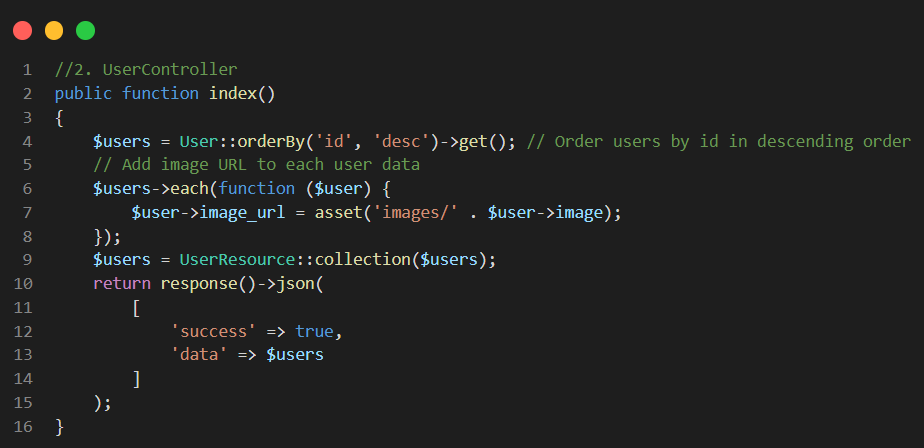 1 //2. UserController
2 public function index()
3 {
4 $users = User::orderBy('id', 'desc')->get(); // Order users by id in descending order
5 // Add image URL to each user data
6 $users->each(function ($user) {
7 $user->image_url = asset('images/' . $user->image);
8 });
9 $users = UserResource::collection($users);
10 return response()->json(
11 [
12 'success' => true,
13 'data' => $users
14 ]
15 );
16 }